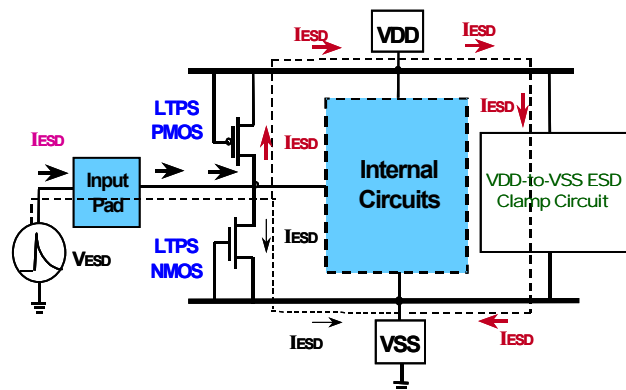 IESD
VDD
IESD
LTPS
PMOS
IESD
IESD
IESD
Input
Pad
Internal
Circuits
VDD-to-VSS ESD
Clamp Circuit
VESD
LTPS
NMOS
IESD
IESD
VSS
IESD